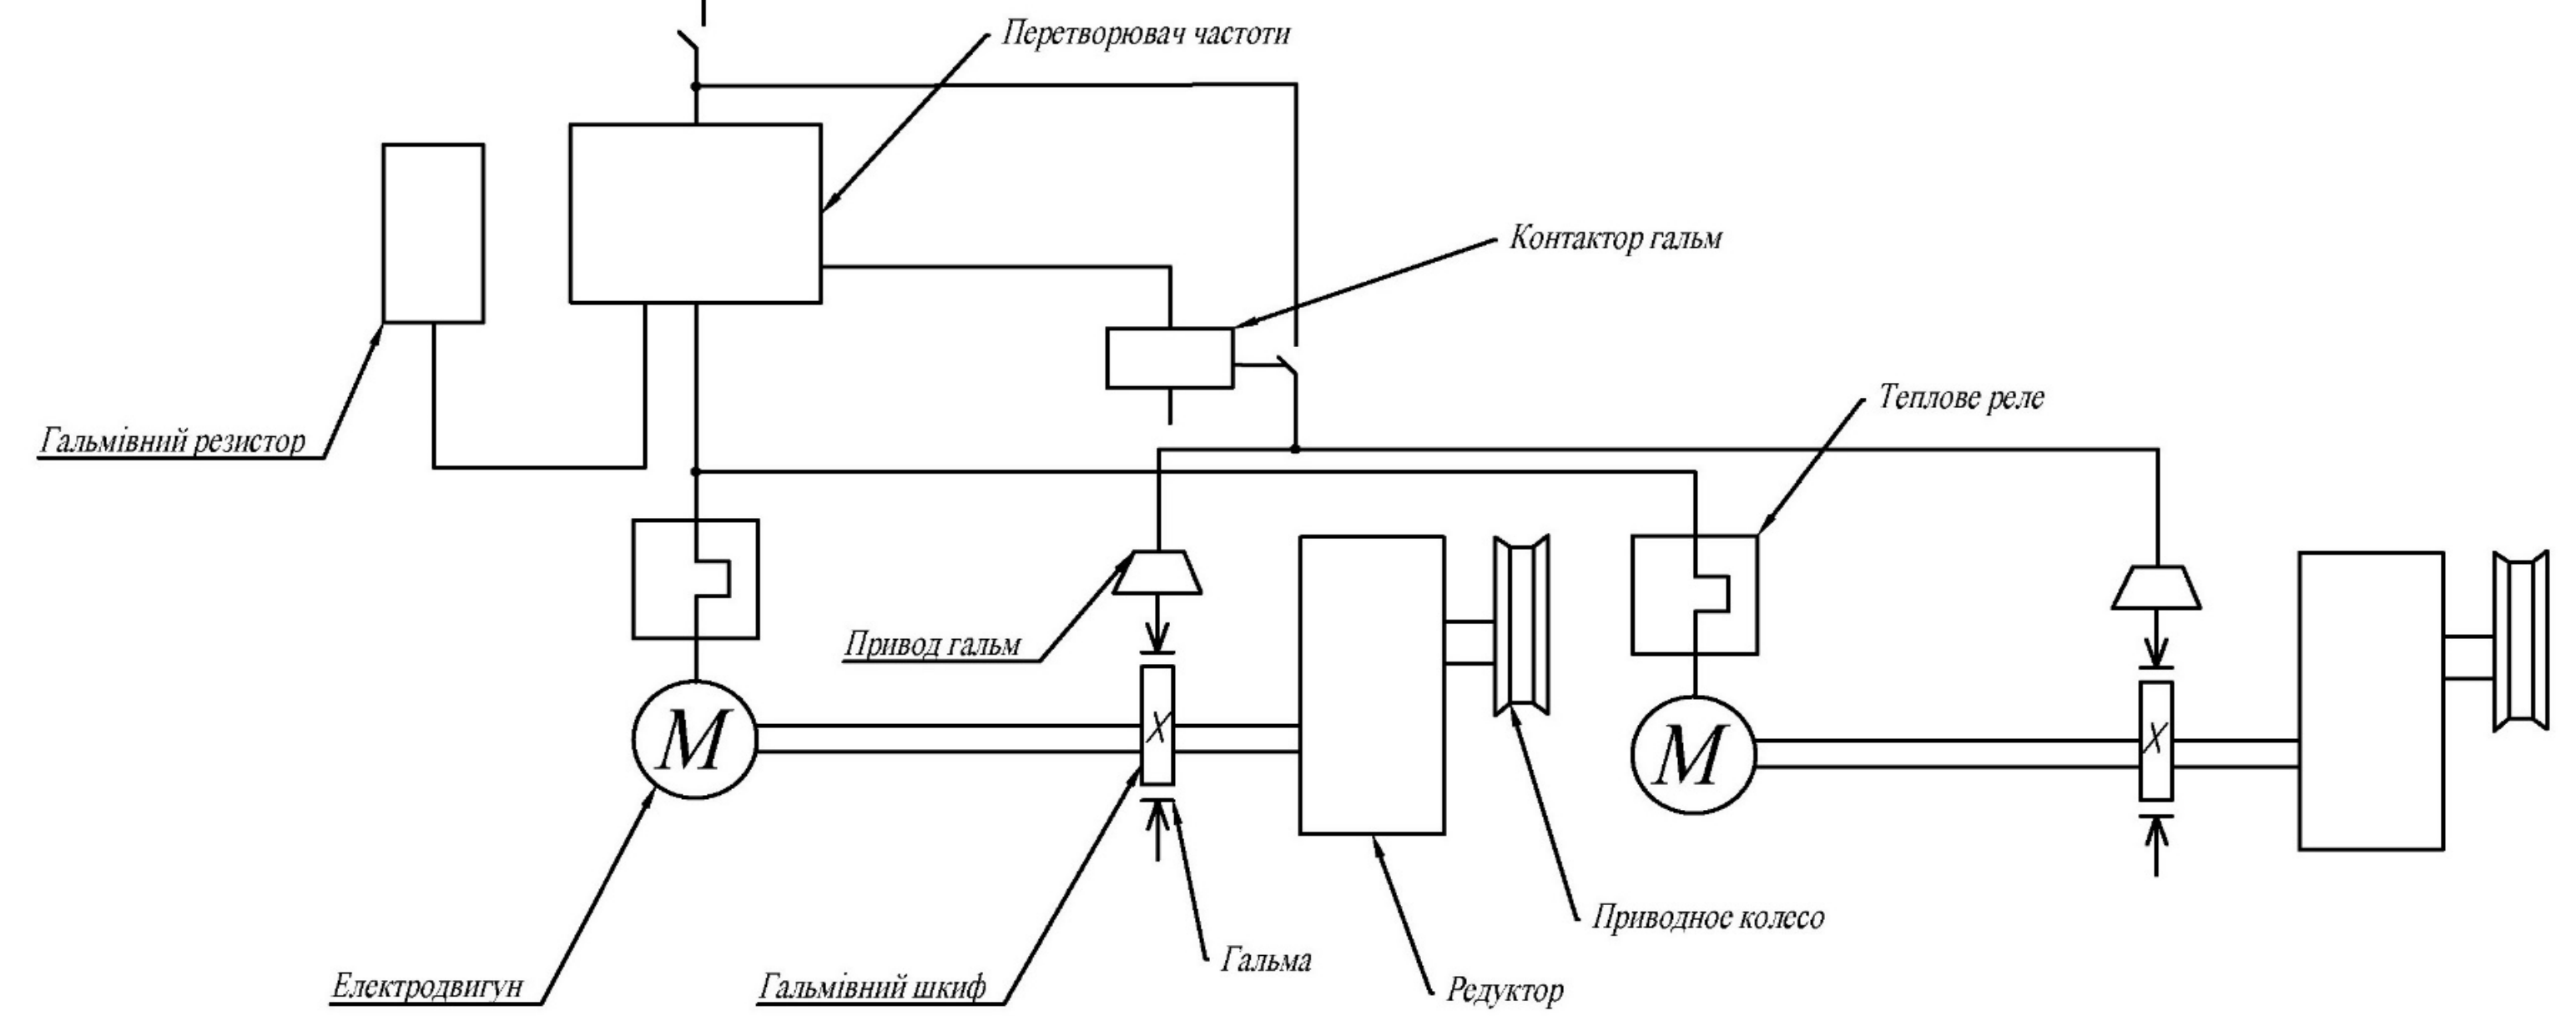 Перетворювач частоти
Контактор гальм
Теплове реле
Гальмівний резистор
Привод гальм
М
М
X
X
Приводное колесо
Гальма
Електродвигун
Гальмівний шкиф
Редуктор